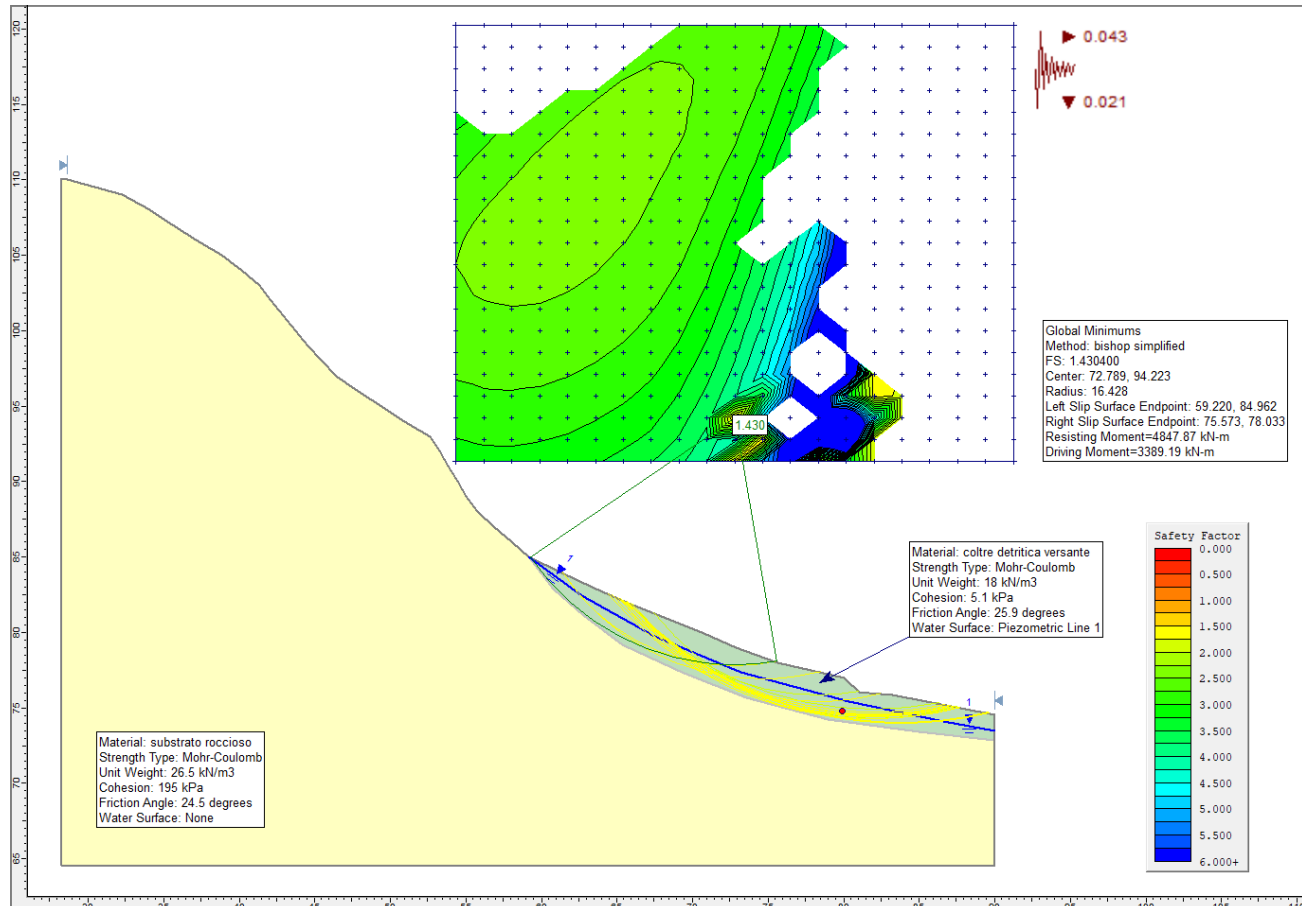 0.043
0.021
120
115
110
105
100
95
90
85
80
75
70
65
1.430
Global Minimums
Method: bishop simplified
FS: 1.430400
Center: 72.789, 94.223
Radius: 16.428
Left Slip Surface Endpoint: 59.220, 84.962
Right Slip Surface Endpoint: 75.573, 78.033
Resisting Moment=4847.87 kN-m
Driving Moment=3389.19 kN-m
Material: coltre detritica versante
Strength Type: Mohr-Coulomb
Unit Weight: 18 kN/m3
Cohesion: 5.1 kPa
Friction Angle: 25.9 degrees
Water Surface: Piezometric Line 1
1
Material: substrato roccioso
Strength Type: Mohr-Coulomb
Unit Weight: 26.5 kN/m3
Cohesion: 195 kPa
Friction Angle: 24.5 degrees
Water Surface: None
Safety Factor
0.000
0.500
1.000
1.500
2.000
2.500
3.000
3.500
4.000
4.500
5.000
5.500
6.000+